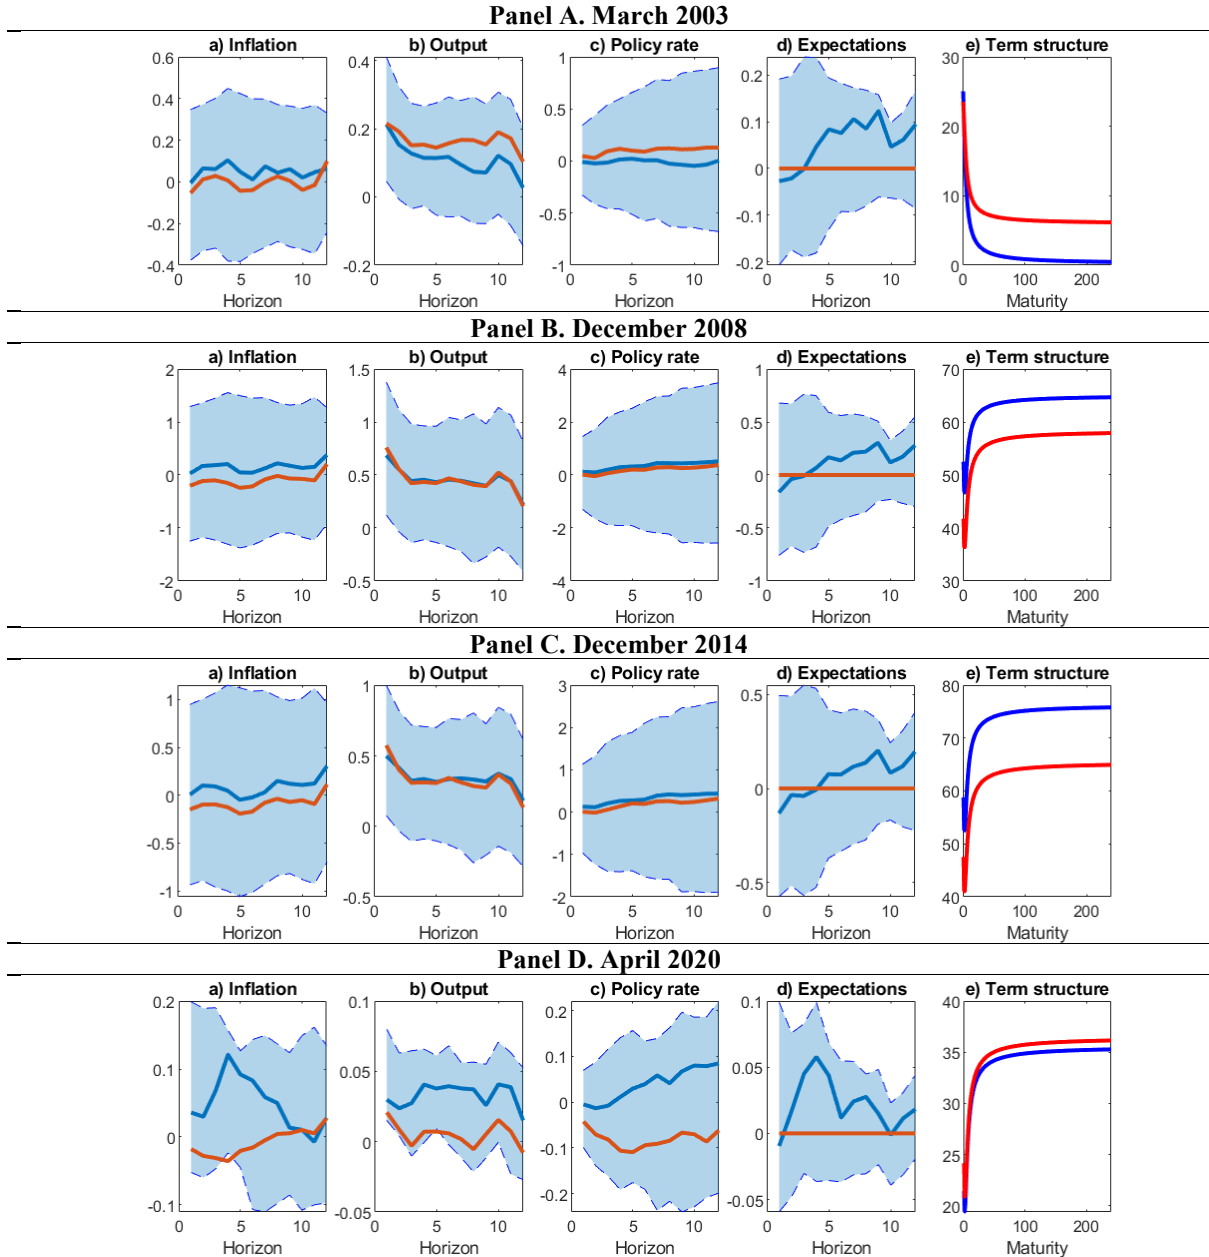 Panel A. March 2003
a) Inflation b) Output c) Policy rate d) Expectations e) Term structure
0.6 0.4 1 0.2 30
0.4 0.5 0.1 20
0.2 0.2 0 0
0 0 -0.5 -0.1 10
-0.2
-0.4 -0.2 -1 -0.2 0
0 5 10 0 5 10 0 5 10 0 5 10 0 100 200
Horizon Horizon Horizon Horizon Maturity
Panel B. December 2008
a) Inflation b) Output c) Policy rate d) Expectations e) Term structure
2 1.5 4 1 70
1 1 2 0.5 60
0 0.5 0 0 50
-1 0 -2 -0.5 40
-2 -0.5 -4 -1 30
0 5 10 0 5 10 0 5 10 0 5 10 0 100 200
Horizon Horizon Horizon Horizon Maturity
Panel C. December 2014
a) Inflation b) Output c) Policy rate d) Expectations e) Term structure
1 1 3 0.5 80
0.5 0.5 2 70
0 1 0 60
-0.5 0 0 50
-1 -0.5 -1 -0.5 40
-2
0 5 10 0 5 10 0 5 10 0 5 10 0 100 200
Horizon Horizon Horizon Horizon Maturity
Panel D. April 2020
a) Inflation b) Output c) Policy rate d) Expectations e) Term structure
0.2 0.1 0.2 0.1 40
0.1 0.05 0.1 0.05 35
0 0 0 0 30
-0.1 -0.1 25
-0.05 -0.2 -0.05 20
0 5 10 0 5 10 0 5 10 0 5 10 0 100 200
Horizon Horizon Horizon Horizon Maturity